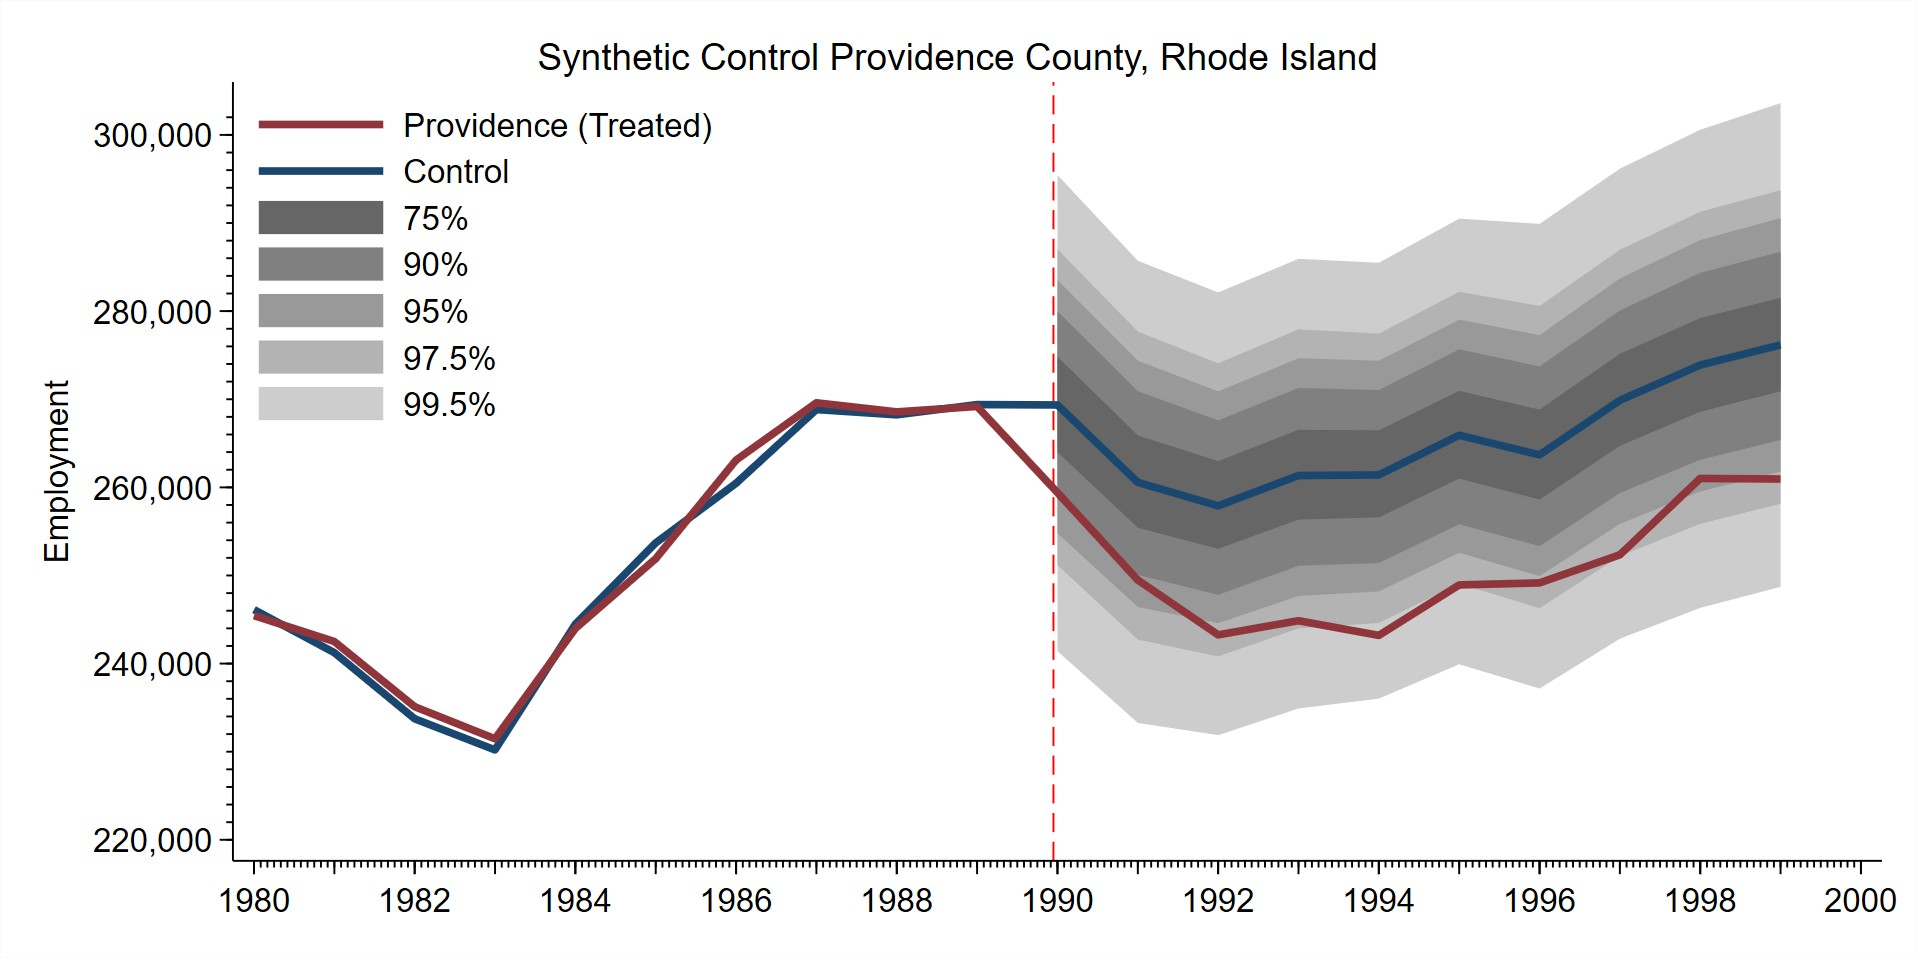 Synthetic Control Providence County, Rhode Island
Providence (Treated)
Control
75%
90%
95%
97.5%
99.5%
Employment
300,000
280,000
260,000
240,000
220,000
1980 1982 1984 1986 1988 1990 1992 1994 1996 1998 2000